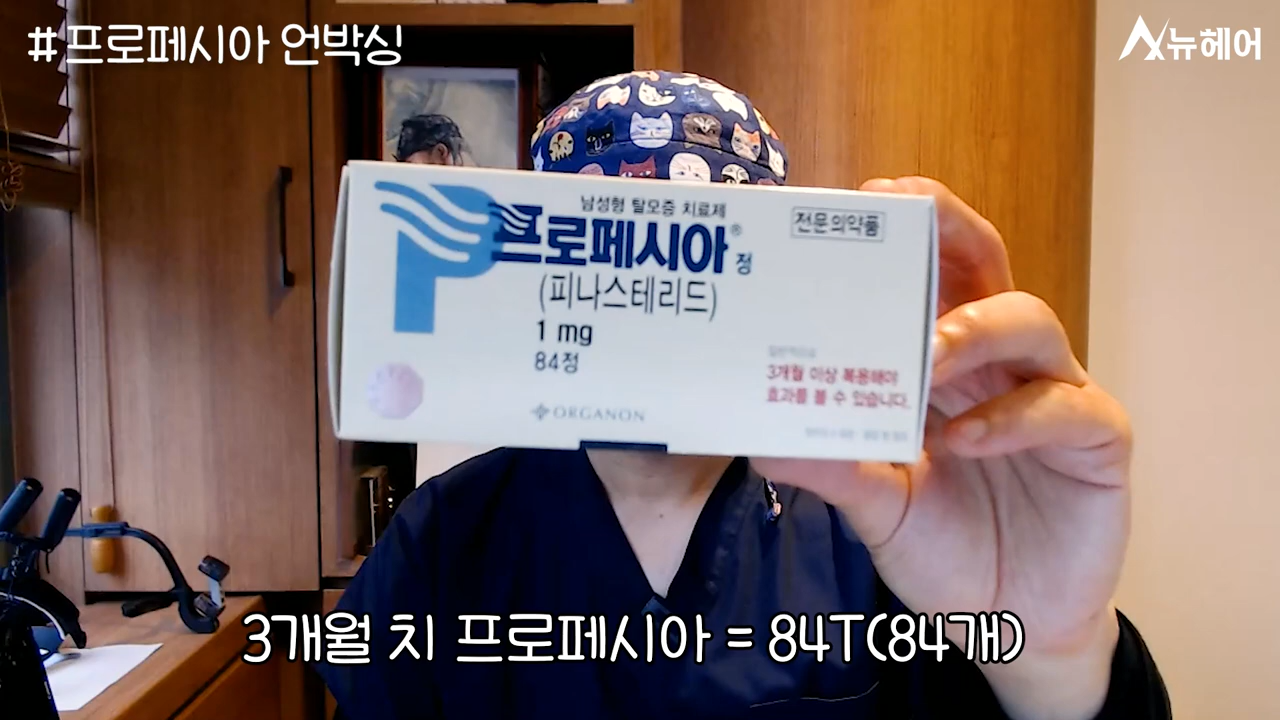 #프로페시아 언박싱
뉴헤어
남성형 탈모증 치료제
전문의약품
프로페시아® 정
(피나스테리드)
1 mg
84정
3개월 이상 복용해야
효과를 볼 수 있습니다.
ORGANON
3개월 치 프로페시아 = 84T(84개)